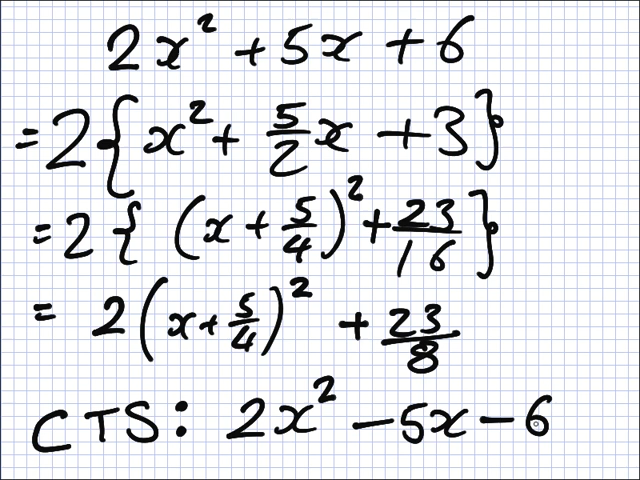 2x² + 5x + 6
= 2{x² + 5/2 x + 3}
= 2{ (x + 5/4)² + 23/16 }
= 2(x + 5/4)² + 23/8
CTS: 2x² - 5x - 6